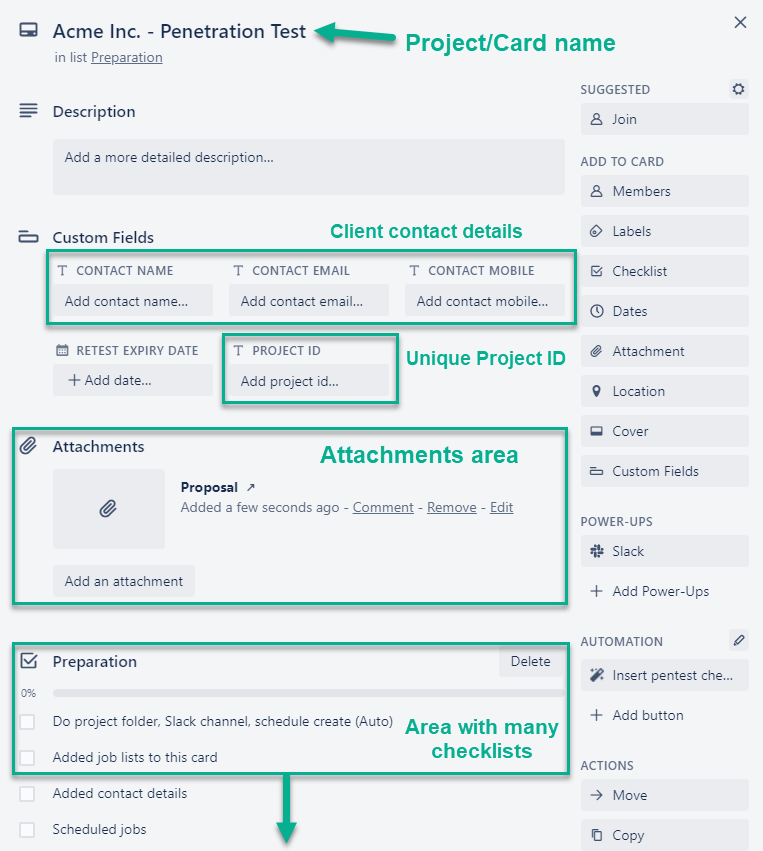 Acme Inc. - Penetration Test
Project/Card name
in list Preparation
Description
Add a more detailed description...
Custom Fields
Client contact details
CONTACT NAME
CONTACT EMAIL
CONTACT MOBILE
Add contact name...
Add contact email...
Add contact mobile...
RETEST EXPIRY DATE
PROJECT ID
Add date...
Add project id...
Unique Project ID
Attachments
Attachments area
Proposal ↗
Added a few seconds ago - Comment - Remove - Edit
Add an attachment
Preparation
Delete
0%
Do project folder, Slack channel, schedule create (Auto)
Added job lists to this card
Area with many
checklists
Added contact details
Scheduled jobs
SUGGESTED
Join
ADD TO CARD
Members
Labels
Checklist
Dates
Attachment
Location
Cover
Custom Fields
POWER-UPS
Slack
Add Power-Ups
AUTOMATION
Insert pentest che...
Add button
ACTIONS
Move
Copy